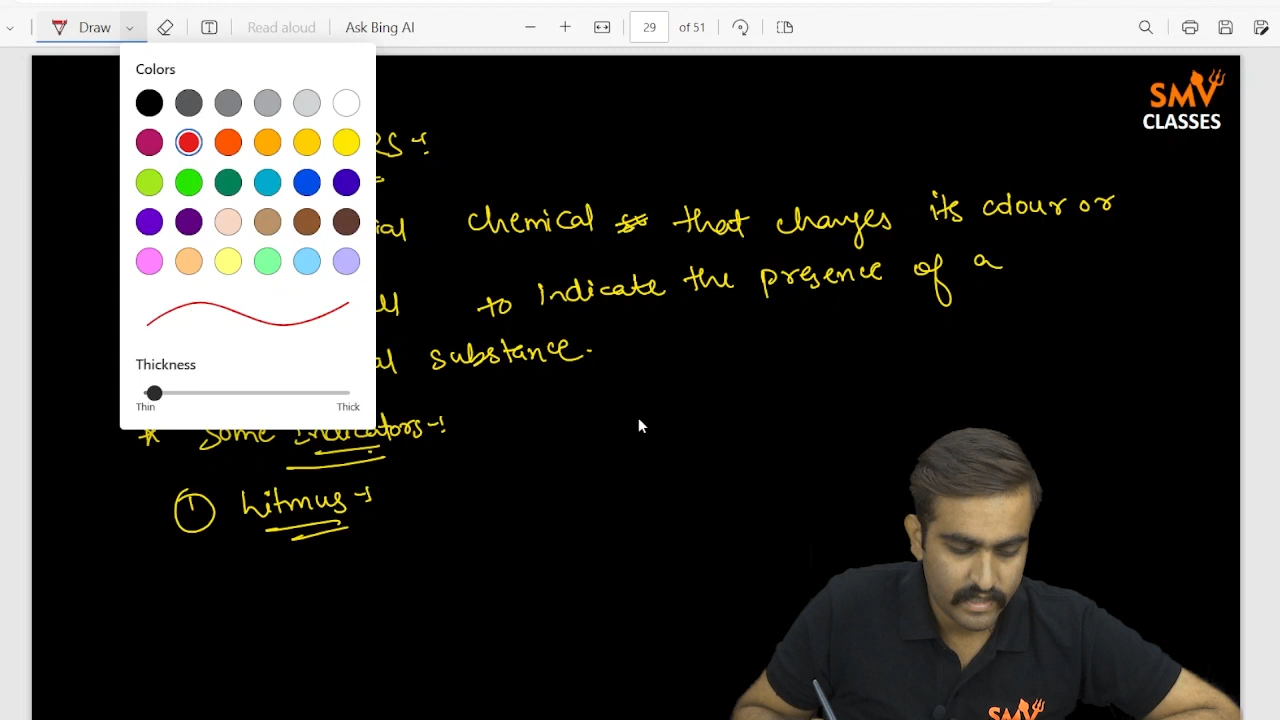 Draw
Read aloud
Ask Bing AI
29 of 51
Colors
Thickness
Thin Thick
SMV
CLASSES
chemical that changes its colour or
to indicate the presence of a
substance.
* Some Indicators-:
① Litmus-:
SMV